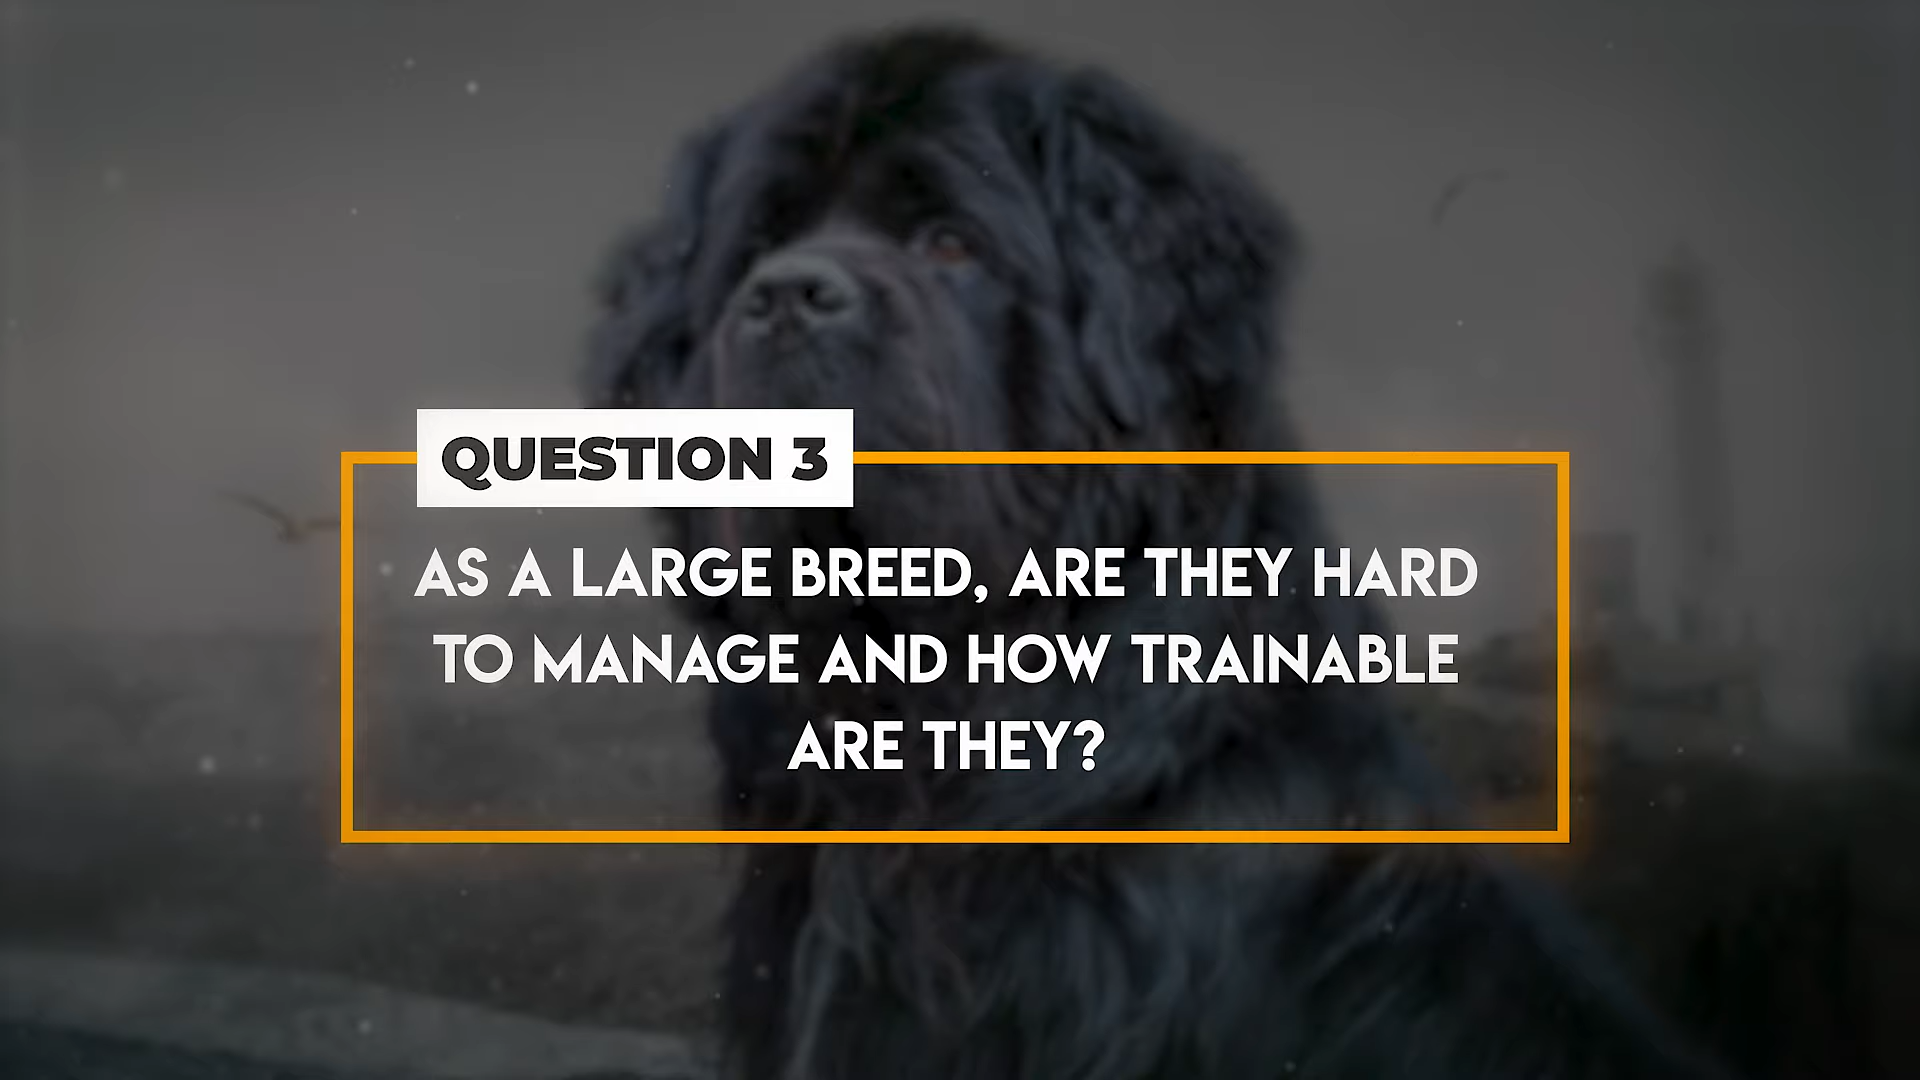 QUESTION 3
AS A LARGE BREED, ARE THEY HARD
TO MANAGE AND HOW TRAINABLE
ARE THEY?